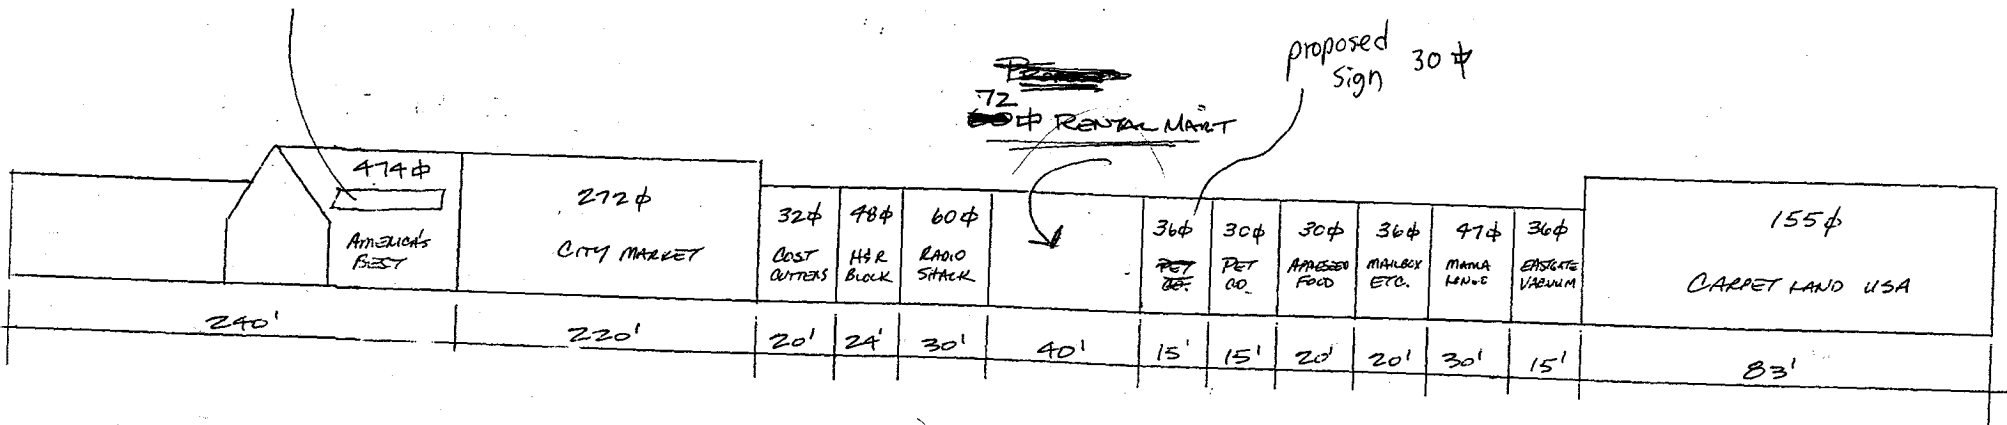 proposed
sign 30 ⏍
72
⏍ RENTAL MART
474⏍
AMERICA'S
BEST
272⏍
CITY MARKET
32⏍
COST
CUTTERS
48⏍
H&R
BLOCK
60⏍
RADIO
SHACK
36⏍
PET
30⏍
PET
CO.
30⏍
APPLESEED
FOOD
36⏍
MAILBOX
ETC.
47⏍
MAMA
36⏍
EASTGATE
VACUUM
155⏍
CARPET LAND USA
240' 220' 20' 24' 30' 40' 15' 15' 20' 20' 30' 15' 83'